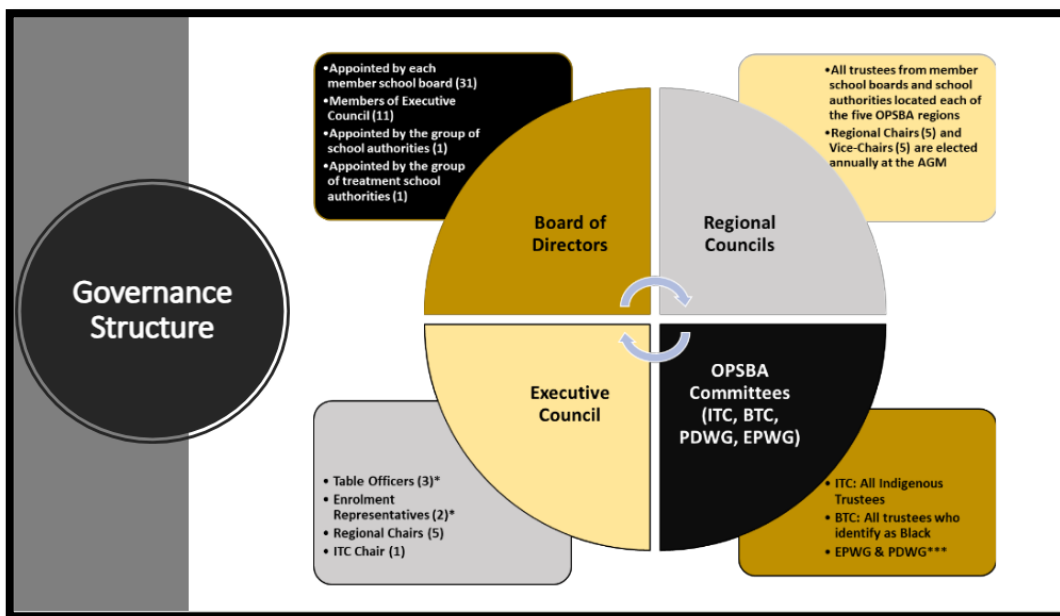 Governance
Structure
•Appointed by each
member school board (31)
•Members of Executive
Council (11)
•Appointed by the group of
school authorities (1)
•Appointed by the group
of treatment school
authorities (1)
•All trustees from member
school boards and school
authorities located each of
the five OPSBA regions
•Regional Chairs (5) and
Vice-Chairs (5) are elected
annually at the AGM
Board of
Directors
Regional
Councils
Executive
Council
OPSBA
Committees
(ITC, BTC,
PDWG, EPWG)
• Table Officers (3)*
• Enrolment
Representatives (2)*
• Regional Chairs (5)
• ITC Chair (1)
• ITC: All Indigenous
Trustees
• BTC: All trustees who
identify as Black
• EPWG & PDWG***